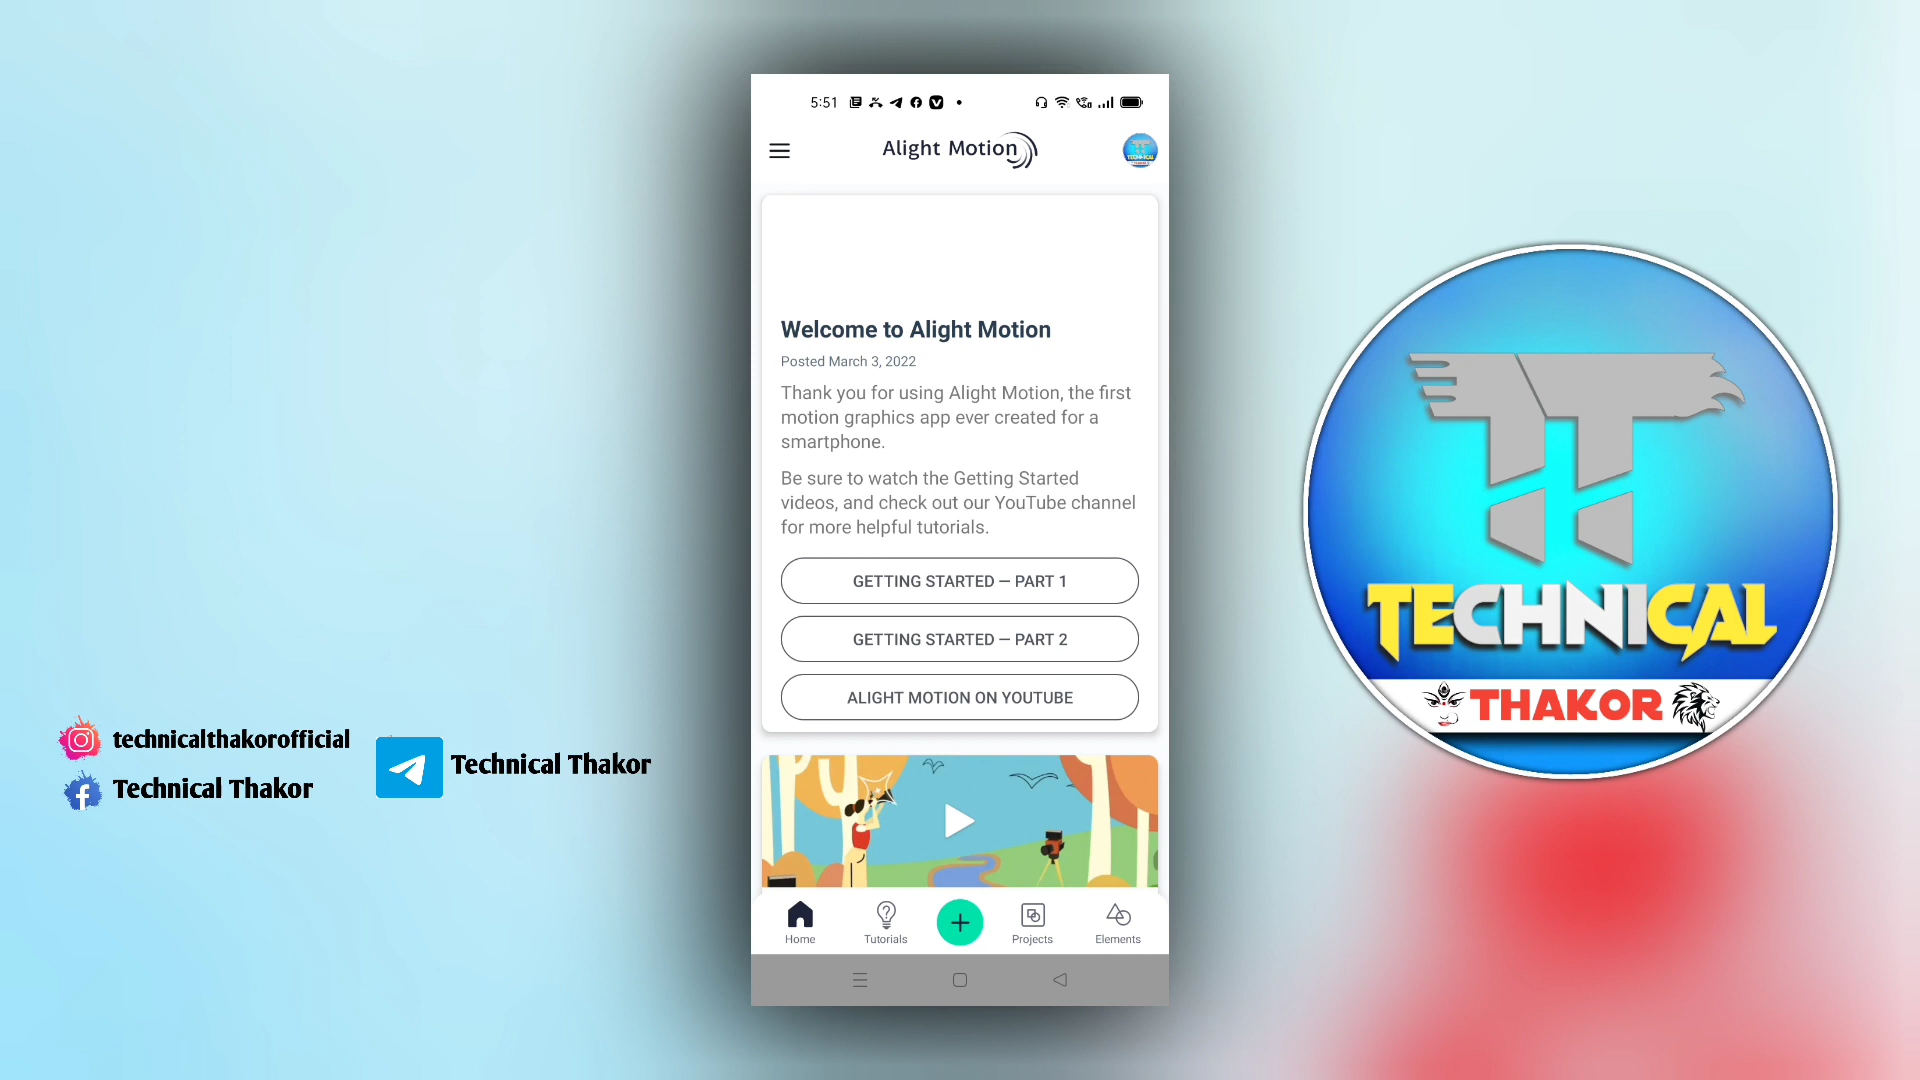 5:51
Alight Motion
TECHNICAL
Welcome to Alight Motion
Posted March 3, 2022
Thank you for using Alight Motion, the first
motion graphics app ever created for a
smartphone.
Be sure to watch the Getting Started
videos, and check out our YouTube channel
for more helpful tutorials.
GETTING STARTED — PART 1
GETTING STARTED — PART 2
ALIGHT MOTION ON YOUTUBE
Home
Tutorials
Projects
Elements
technicalthakorofficial
Technical Thakor
Technical Thakor
TT
TECHNICAL
THAKOR